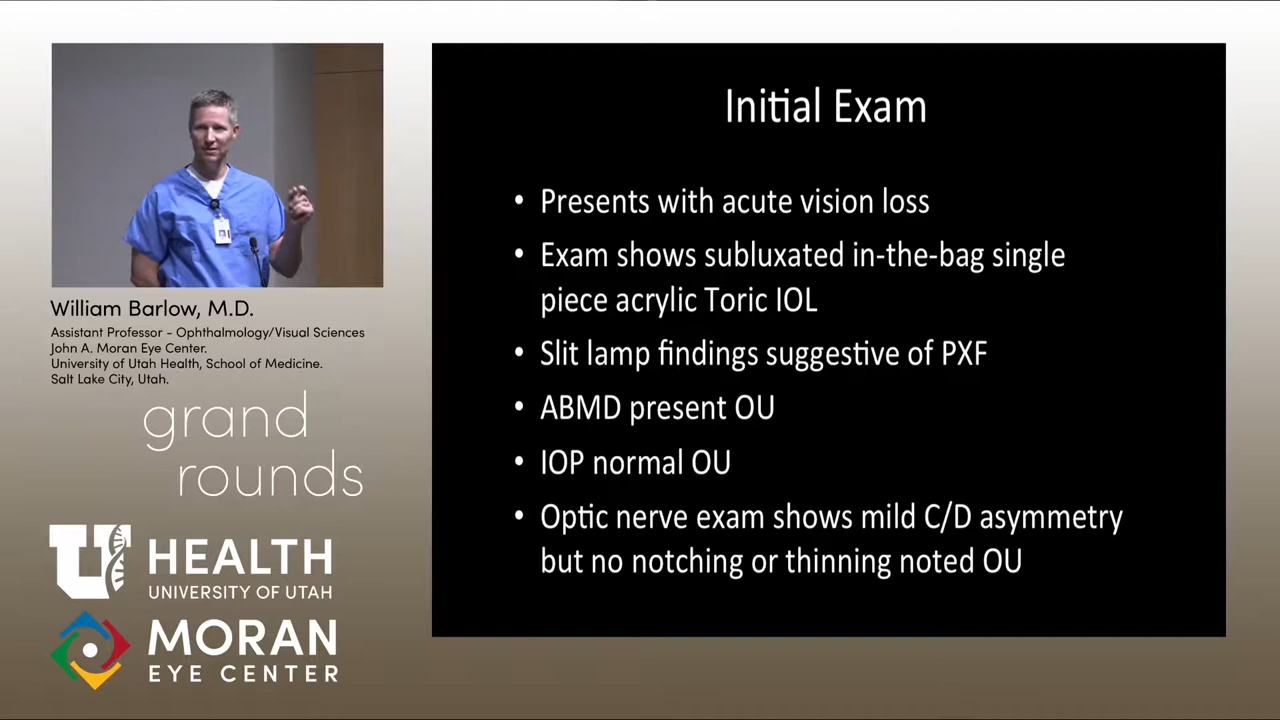 William Barlow, M.D.
Assistant Professor - Ophthalmology/Visual Sciences
John A. Moran Eye Center.
University of Utah Health, School of Medicine.
Salt Lake City, Utah.
grand
rounds
U HEALTH
UNIVERSITY OF UTAH
MORAN
EYE CENTER
Initial Exam
• Presents with acute vision loss
• Exam shows subluxated in-the-bag single
piece acrylic Toric IOL
• Slit lamp findings suggestive of PXF
• ABMD present OU
• IOP normal OU
• Optic nerve exam shows mild C/D asymmetry
but no notching or thinning noted OU